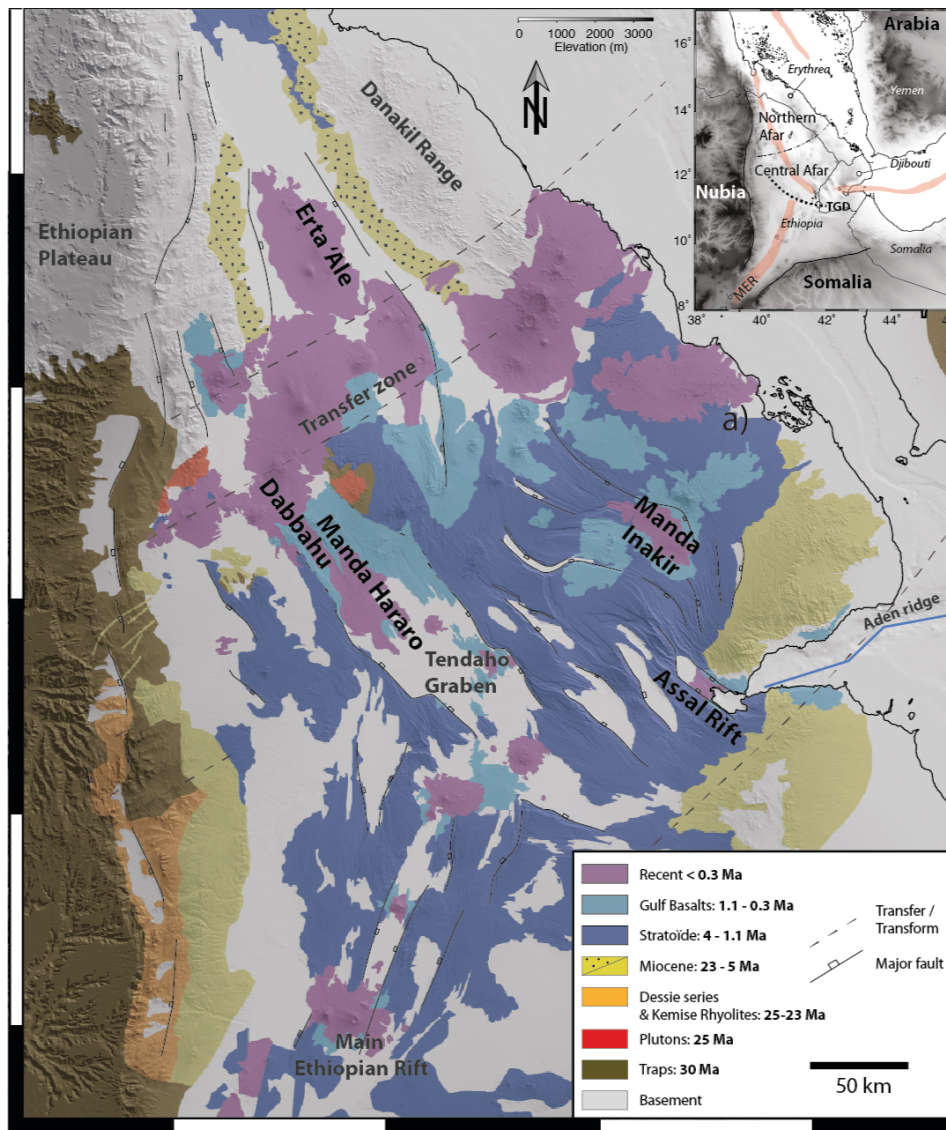 0 1000 2000 3000
Elevation (m)
N
Danakil Range
Erta 'Ale
Ethiopian
Plateau
Transfer zone
a)
Dabbahu
Manda Hararo
Manda
Inakir
Tendaho
Graben
Assal Rift
Aden ridge
Main
Ethiopian Rift
16°
14°
12°
10°
8°
38° 40° 42° 44° 4
Arabia
Erythrea
Yemen
Northern
Afar
Central Afar
Djibouti
Nubia
TGD
Ethiopia
Somalia
MER
Somalia
Recent < 0.3 Ma
Gulf Basalts: 1.1 - 0.3 Ma
Stratoïde: 4 - 1.1 Ma
Miocene: 23 - 5 Ma
Dessie series
& Kemise Rhyolites: 25-23 Ma
Plutons: 25 Ma
Traps: 30 Ma
Basement
Transfer /
Transform
Major fault
50 km